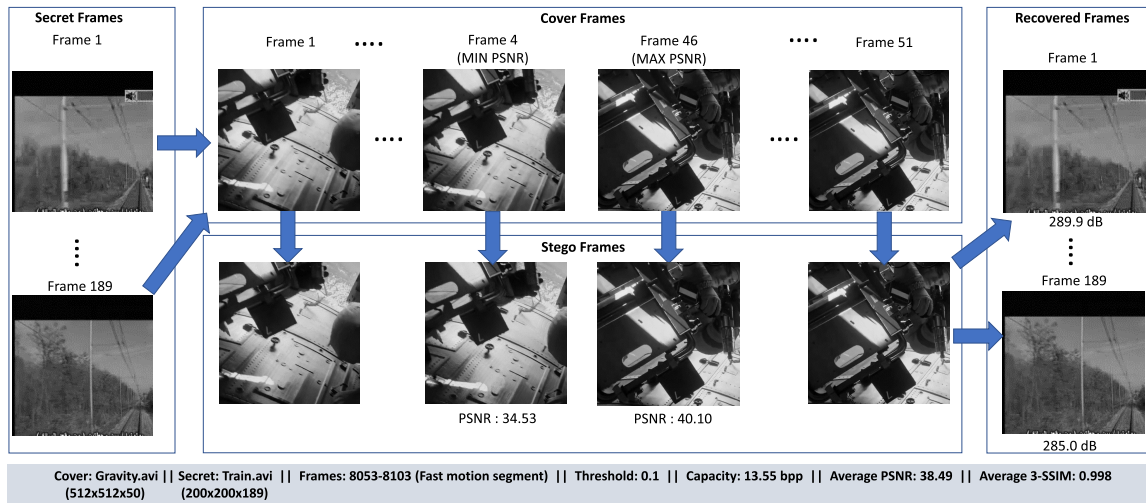 Secret Frames
Frame 1
....
Frame 189
Cover Frames
Frame 1
....
Frame 4
(MIN PSNR)
Frame 46
(MAX PSNR)
....
Frame 51
....
....
Stego Frames
PSNR : 34.53
PSNR : 40.10
Recovered Frames
Frame 1
289.9 dB
....
Frame 189
285.0 dB
Cover: Gravity.avi || Secret: Train.avi || Frames: 8053-8103 (Fast motion segment) || Threshold: 0.1 || Capacity: 13.55 bpp || Average PSNR: 38.49 || Average 3-SSIM: 0.998
(512x512x50) (200x200x189)